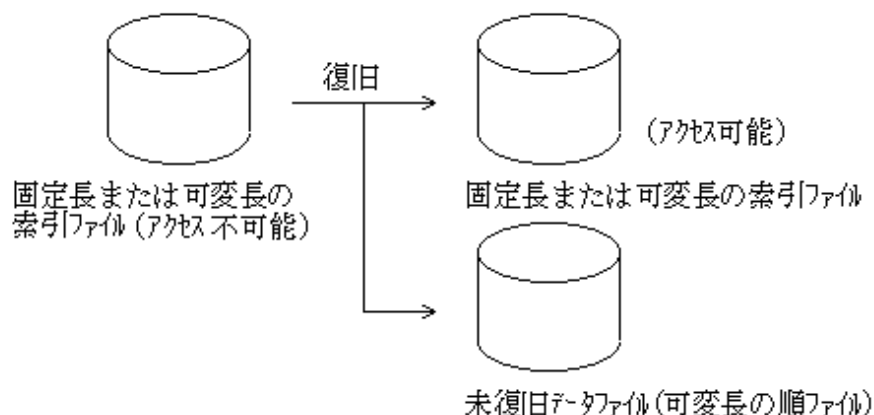 復旧
(ｱｸｾｽ可能)
固定長または可変長の
索引ﾌｧｲﾙ(ｱｸｾｽ不可能)
固定長または可変長の索引ﾌｧｲﾙ
未復旧ﾃﾞｰﾀﾌｧｲﾙ(可変長の順ﾌｧｲﾙ)